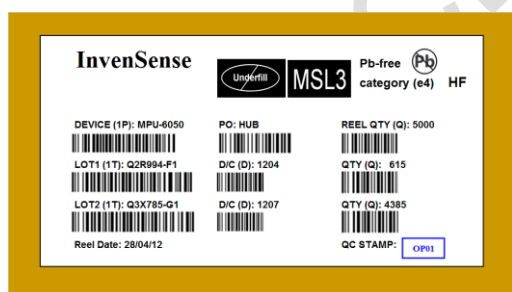 InvenSense
Underfill
MSL3
Pb-free Pb
category (e4) HF
DEVICE (1P): MPU-6050 PO: HUB REEL QTY (Q): 5000
LOT1 (1T): Q2R994-F1 D/C (D): 1204 QTY (Q): 615
LOT2 (1T): Q3X785-G1 D/C (D): 1207 QTY (Q): 4385
Reel Date: 28/04/12 QC STAMP: OP01